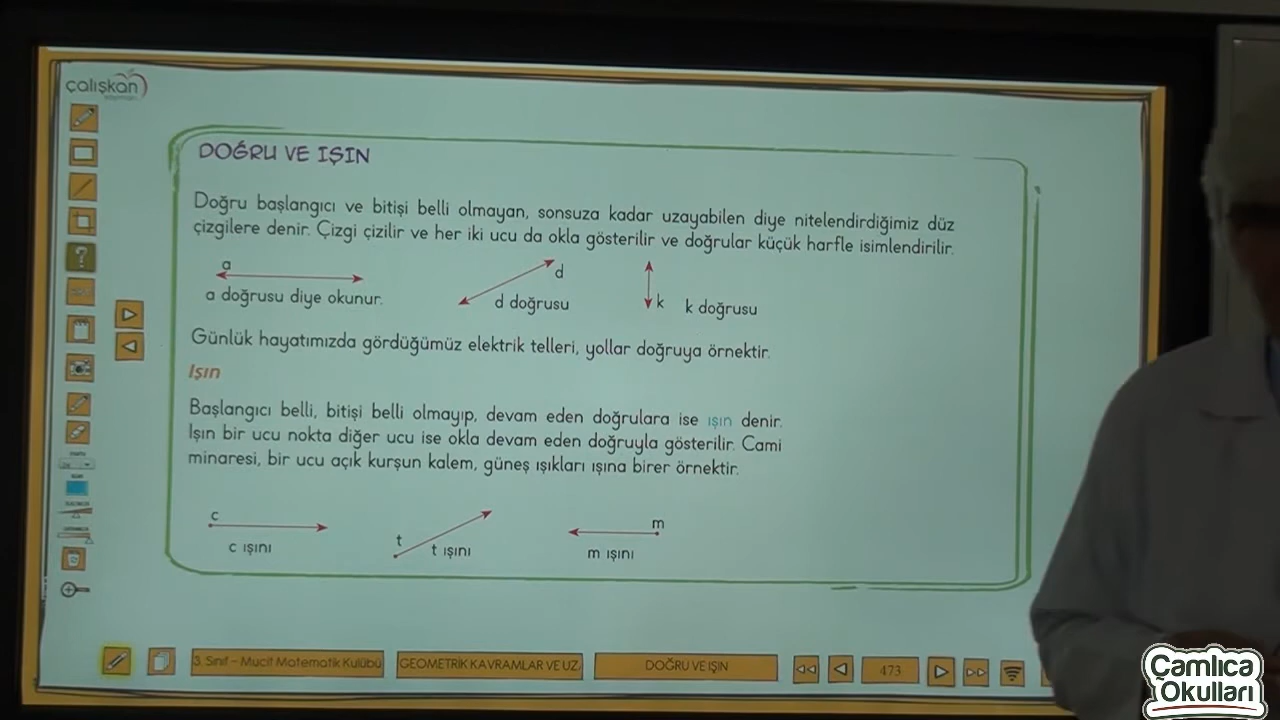 çalışkan
DOĞRU VE IŞIN
Doğru başlangıcı ve bitişi belli olmayan, sonsuza kadar uzayabilen diye nitelendirdiğimiz düz
çizgilere denir. Çizgi çizilir ve her iki ucu da okla gösterilir ve doğrular küçük harfle isimlendirilir.
a
d
k
a doğrusu diye okunur.
d doğrusu
k doğrusu
Günlük hayatımızda gördüğümüz elektrik telleri, yollar doğruya örnektir.
Işın
Başlangıcı belli, bitişi belli olmayıp, devam eden doğrulara ise ışın denir.
Işın bir ucu nokta diğer ucu ise okla devam eden doğruyla gösterilir. Cami
minaresi, bir ucu açık kurşun kalem, güneş ışıkları ışına birer örnektir.
c
t
m
c ışını
t ışını
m ışını
3. Sınıf - Mucit Matematik Kulübü
GEOMETRİK KAVRAMLAR VE UZ
DOĞRU VE IŞIN
473
Çamlıca
Okulları